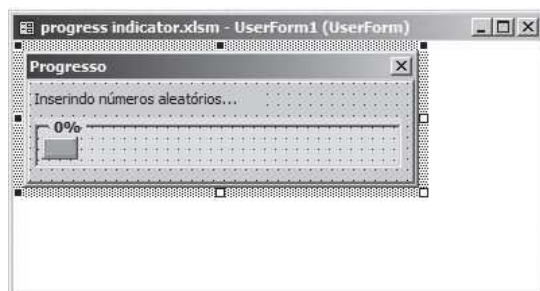 progress indicator.xlsm - UserForm1 (UserForm)
Progresso
Inserindo números aleatórios...
0%